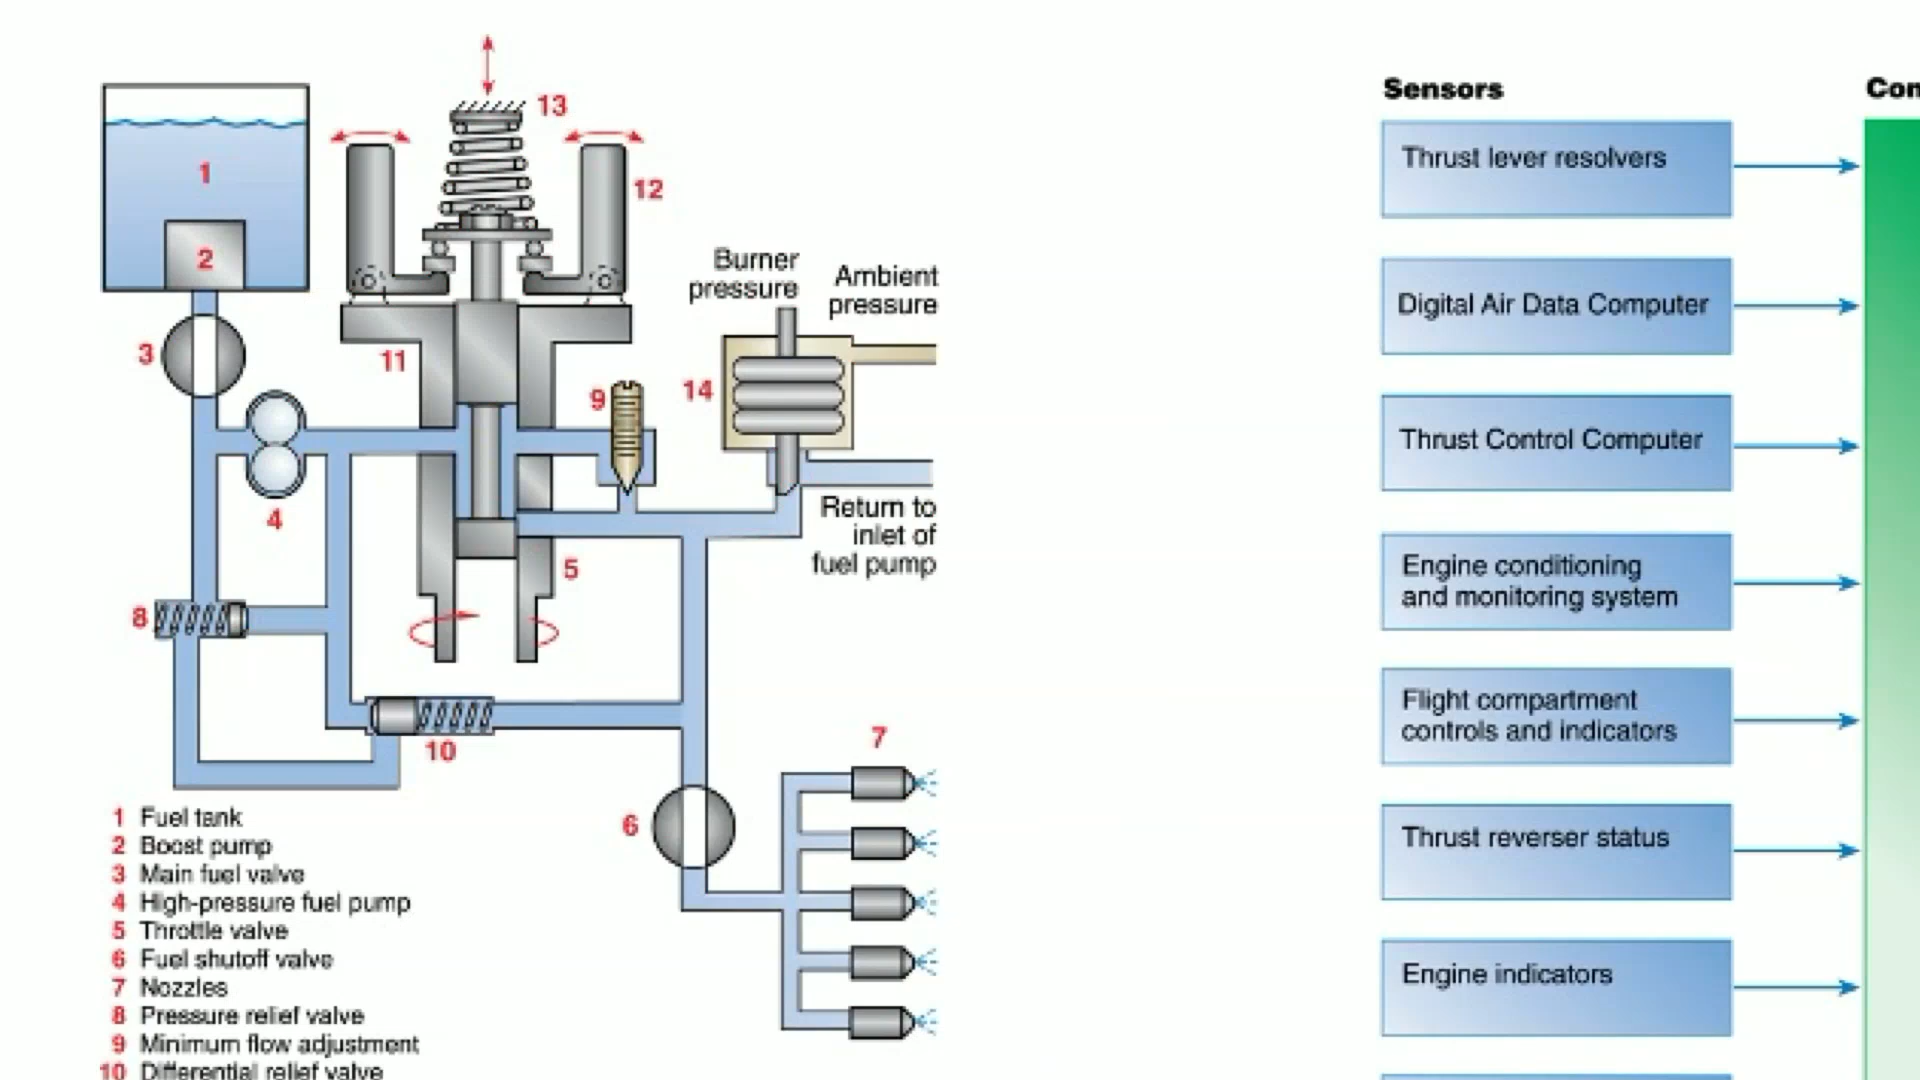 13
1
12
2
Burner
pressure
Ambient
pressure
3
11
9
14
4
Return to
inlet of
fuel pump
5
8
10
7
6
1 Fuel tank
2 Boost pump
3 Main fuel valve
4 High-pressure fuel pump
5 Throttle valve
6 Fuel shutoff valve
7 Nozzles
8 Pressure relief valve
9 Minimum flow adjustment
10 Differential relief valve
Sensors
Thrust lever resolvers
Digital Air Data Computer
Thrust Control Computer
Engine conditioning
and monitoring system
Flight compartment
controls and indicators
Thrust reverser status
Engine indicators
Con